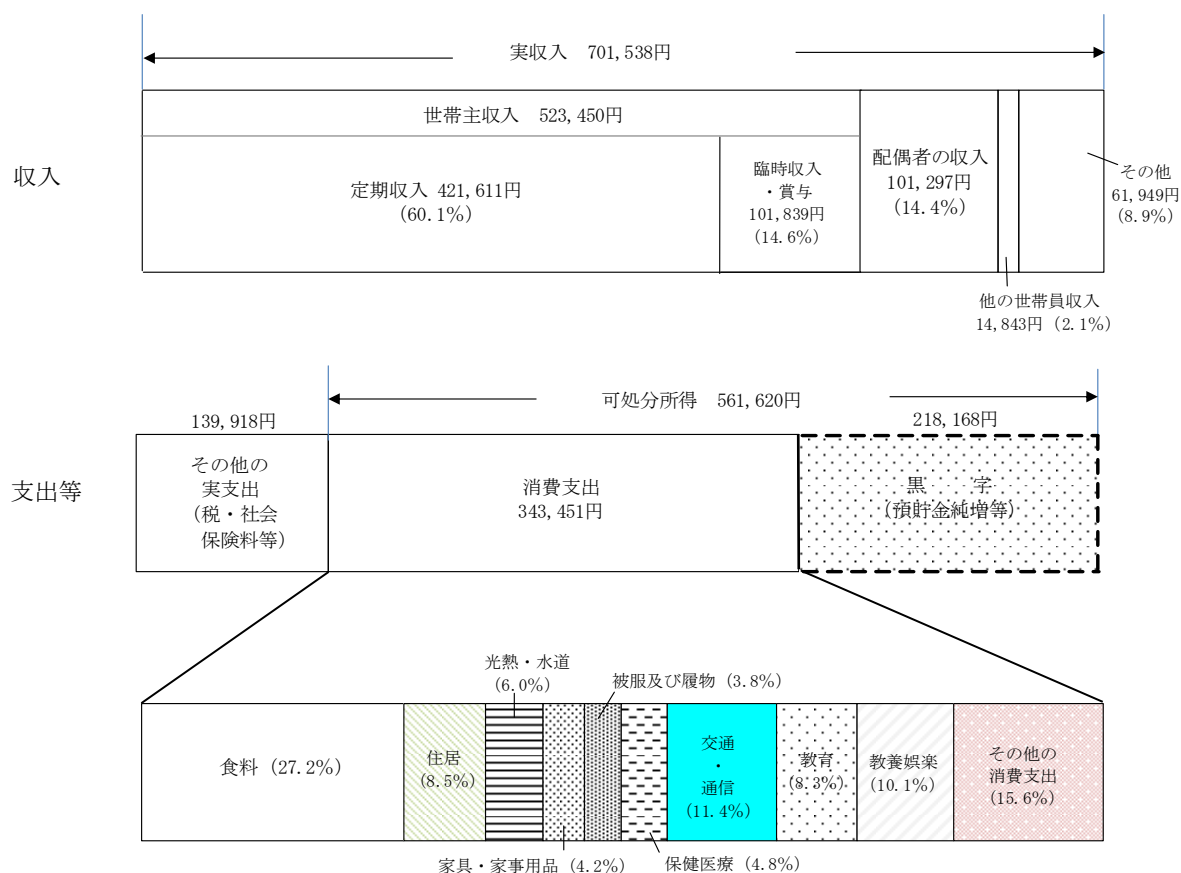 実収入 701,538円
世帯主収入 523,450円
収入
定期収入 421,611円
(60.1%)
臨時収入
・賞与
101,839円
(14.6%)
配偶者の収入
101,297円
(14.4%)
その他
61,949円
(8.9%)
他の世帯員収入
14,843円 (2.1%)
可処分所得 561,620円
139,918円
218,168円
支出等
その他の
実支出
(税・社会
保険料等)
消費支出
343,451円
黒 字
(預貯金純増等)
光熱・水道
(6.0%)
被服及び履物 (3.8%)
食料 (27.2%)
住居
(8.5%)
交通
・
通信
(11.4%)
教育
(8.3%)
教養娯楽
(10.1%)
その他の
消費支出
(15.6%)
家具・家事用品 (4.2%)
保健医療 (4.8%)